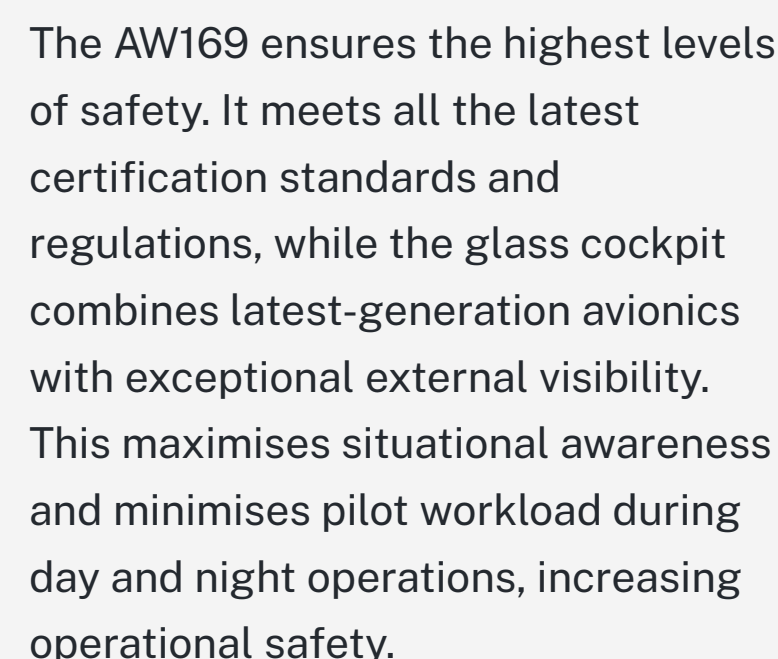 The AW169 ensures the highest levels
of safety. It meets all the latest
certification standards and
regulations, while the glass cockpit
combines latest-generation avionics
with exceptional external visibility.
This maximises situational awareness
and minimises pilot workload during
day and night operations, increasing
operational safety.